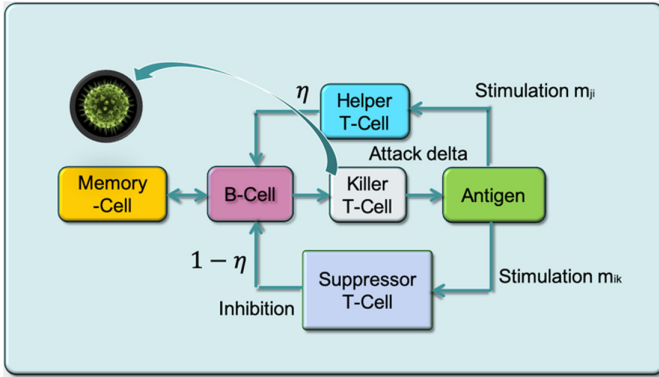 Stimulation mji
η
Helper
T-Cell
Attack delta
Memory
-Cell
B-Cell
Killer
T-Cell
Antigen
1 − η
Inhibition
Suppressor
T-Cell
Stimulation mik